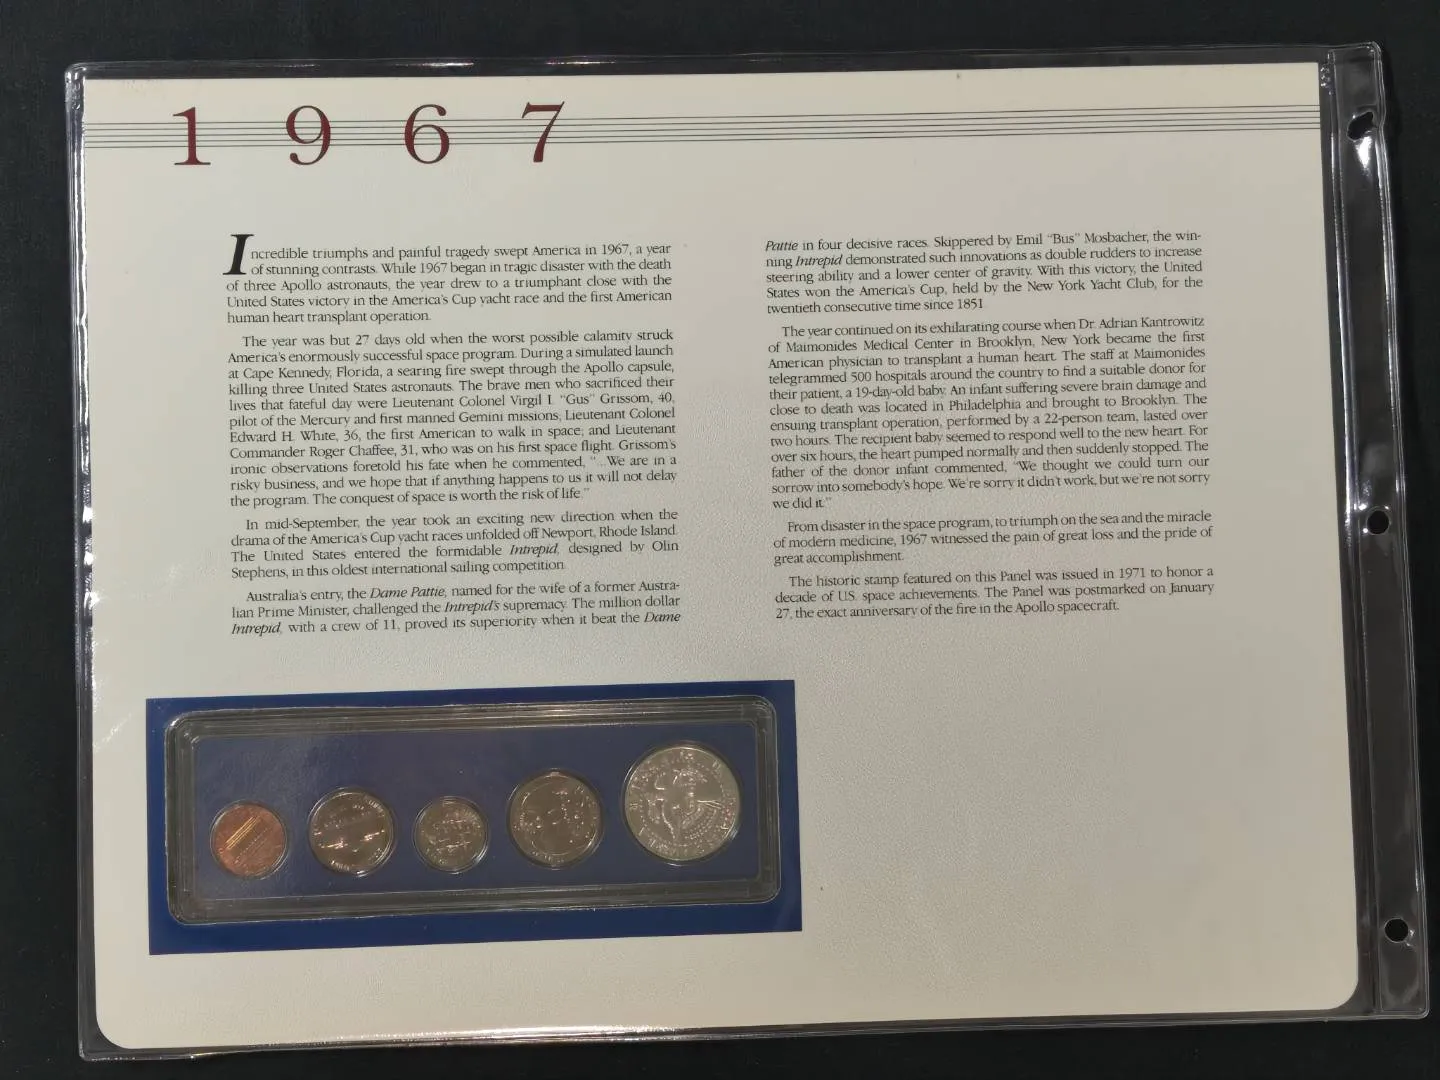 1967
Incredible triumphs and painful tragedy swept America in 1967, a year
of stunning contrasts. While 1967 began in tragic disaster with the death
of three Apollo astronauts, the year drew to a triumphant close with the
United States victory in the America's Cup yacht race and the first American
human heart transplant operation.
The year was but 27 days old when the worst possible calamity struck
America's enormously successful space program. During a simulated launch
at Cape Kennedy, Florida, a searing fire swept through the Apollo capsule,
killing three United States astronauts. The brave men who sacrificed their
lives that fateful day were Lieutenant Colonel Virgil I. "Gus" Grissom, 40,
pilot of the Mercury and first manned Gemini missions; Lieutenant Colonel
Edward H. White, 36, the first American to walk in space; and Lieutenant
Commander Roger Chaffee, 31, who was on his first space flight. Grissom's
ironic observations foretold his fate when he commented, "...We are in a
risky business, and we hope that if anything happens to us it will not delay
the program. The conquest of space is worth the risk of life."
In mid-September, the year took an exciting new direction when the
drama of the America's Cup yacht races unfolded off Newport, Rhode Island.
The United States entered the formidable Intrepid, designed by Olin
Stephens, in this oldest international sailing competition.
Australia's entry, the Dame Pattie, named for the wife of a former Austra-
lian Prime Minister, challenged the Intrepid's supremacy. The million dollar
Intrepid, with a crew of 11, proved its superiority when it beat the Dame
Pattie in four decisive races. Skippered by Emil "Bus" Mosbacher, the win-
ning Intrepid demonstrated such innovations as double rudders to increase
steering ability and a lower center of gravity. With this victory, the United
States won the America's Cup, held by the New York Yacht Club, for the
twentieth consecutive time since 1851.
The year continued on its exhilarating course when Dr. Adrian Kantrowitz
of Maimonides Medical Center in Brooklyn, New York became the first
American physician to transplant a human heart. The staff at Maimonides
telegrammed 500 hospitals around the country to find a suitable donor for
their patient, a 19-day-old baby. An infant suffering severe brain damage and
close to death was located in Philadelphia and brought to Brooklyn. The
ensuing transplant operation, performed by a 22-person team, lasted over
two hours. The recipient baby seemed to respond well to the new heart. For
over six hours, the heart pumped normally and then suddenly stopped. The
father of the donor infant commented, "We thought we could turn our
sorrow into somebody's hope. We're sorry it didn't work, but we're not sorry
we did it."
From disaster in the space program, to triumph on the sea and the miracle
of modern medicine, 1967 witnessed the pain of great loss and the pride of
great accomplishment.
The historic stamp featured on this Panel was issued in 1971 to honor a
decade of U.S. space achievements. The Panel was postmarked on January
27, the exact anniversary of the fire in the Apollo spacecraft.